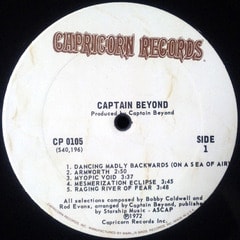 CAPRICORN RECORDS
CAPTAIN BEYOND
Produced by Captain Beyond
CP 0105
(S40,196)
SIDE
1
1. DANCING MADLY BACKWARDS (ON A SEA OF AIR)
2. ARMWORTH 5:50
3. MYOPIC VOID 3:37
4. MESMERIZATION ECLIPSE 3:45
5. RAGING RIVER OF FEAR 3:48
All selections composed by Bobby Caldwell and
Rod Evans, arranged by Captain Beyond, published
by Starship Music - ASCAP
℗1972
Capricorn Records Inc.